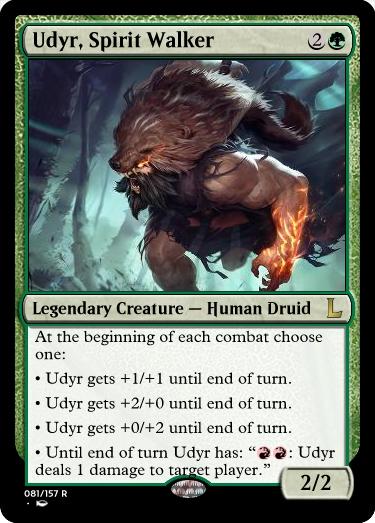 Udyr, Spirit Walker 2
Legendary Creature — Human Druid L
At the beginning of each combat choose
one:
• Udyr gets +1/+1 until end of turn.
• Udyr gets +2/+0 until end of turn.
• Udyr gets +0/+2 until end of turn.
• Until end of turn Udyr has: “: Udyr
deals 1 damage to target player.”
2/2
081/157 R